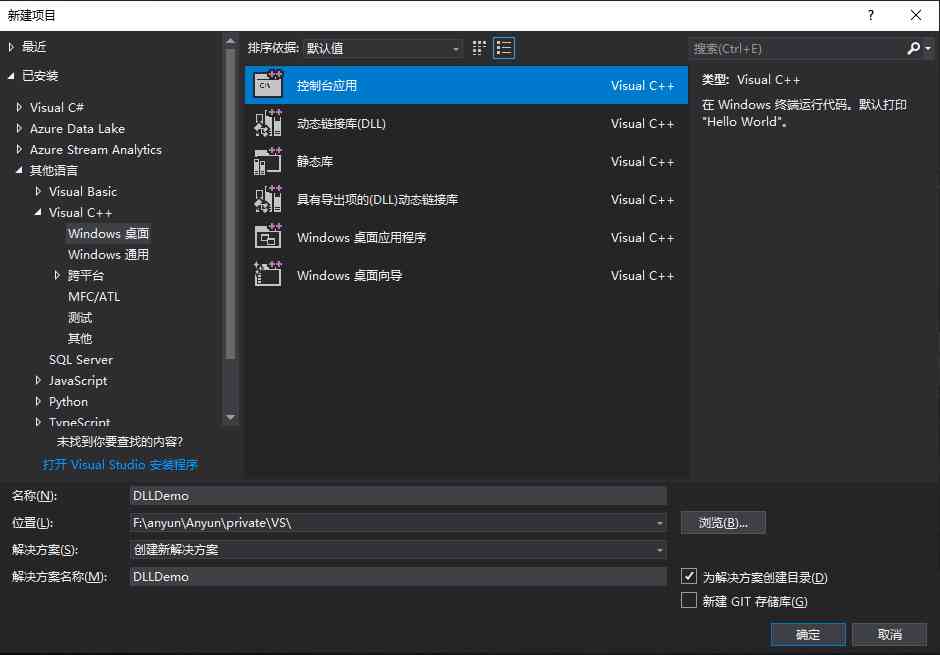 新建项目
?
最近
已安装
Visual C#
Azure Data Lake
Azure Stream Analytics
其他语言
Visual Basic
Visual C++
Windows 桌面
Windows 通用
跨平台
MFC/ATL
测试
其他
SQL Server
JavaScript
Python
TypeScript
未找到你要查找的内容?
打开 Visual Studio 安装程序
排序依据: 默认值
控制台应用 Visual C++
动态链接库(DLL) Visual C++
静态库 Visual C++
具有导出项的(DLL)动态链接库 Visual C++
Windows 桌面应用程序 Visual C++
Windows 桌面向导 Visual C++
搜索(Ctrl+E)
类型: Visual C++
在 Windows 终端运行代码。默认打印
"Hello World"。
名称(N): DLLDemo
位置(L): F:\anyun\Anyun\private\VS\
浏览(B)...
解决方案(S): 创建新解决方案
解决方案名称(M): DLLDemo
为解决方案创建目录(D)
新建 GIT 存储库(G)
确定
取消